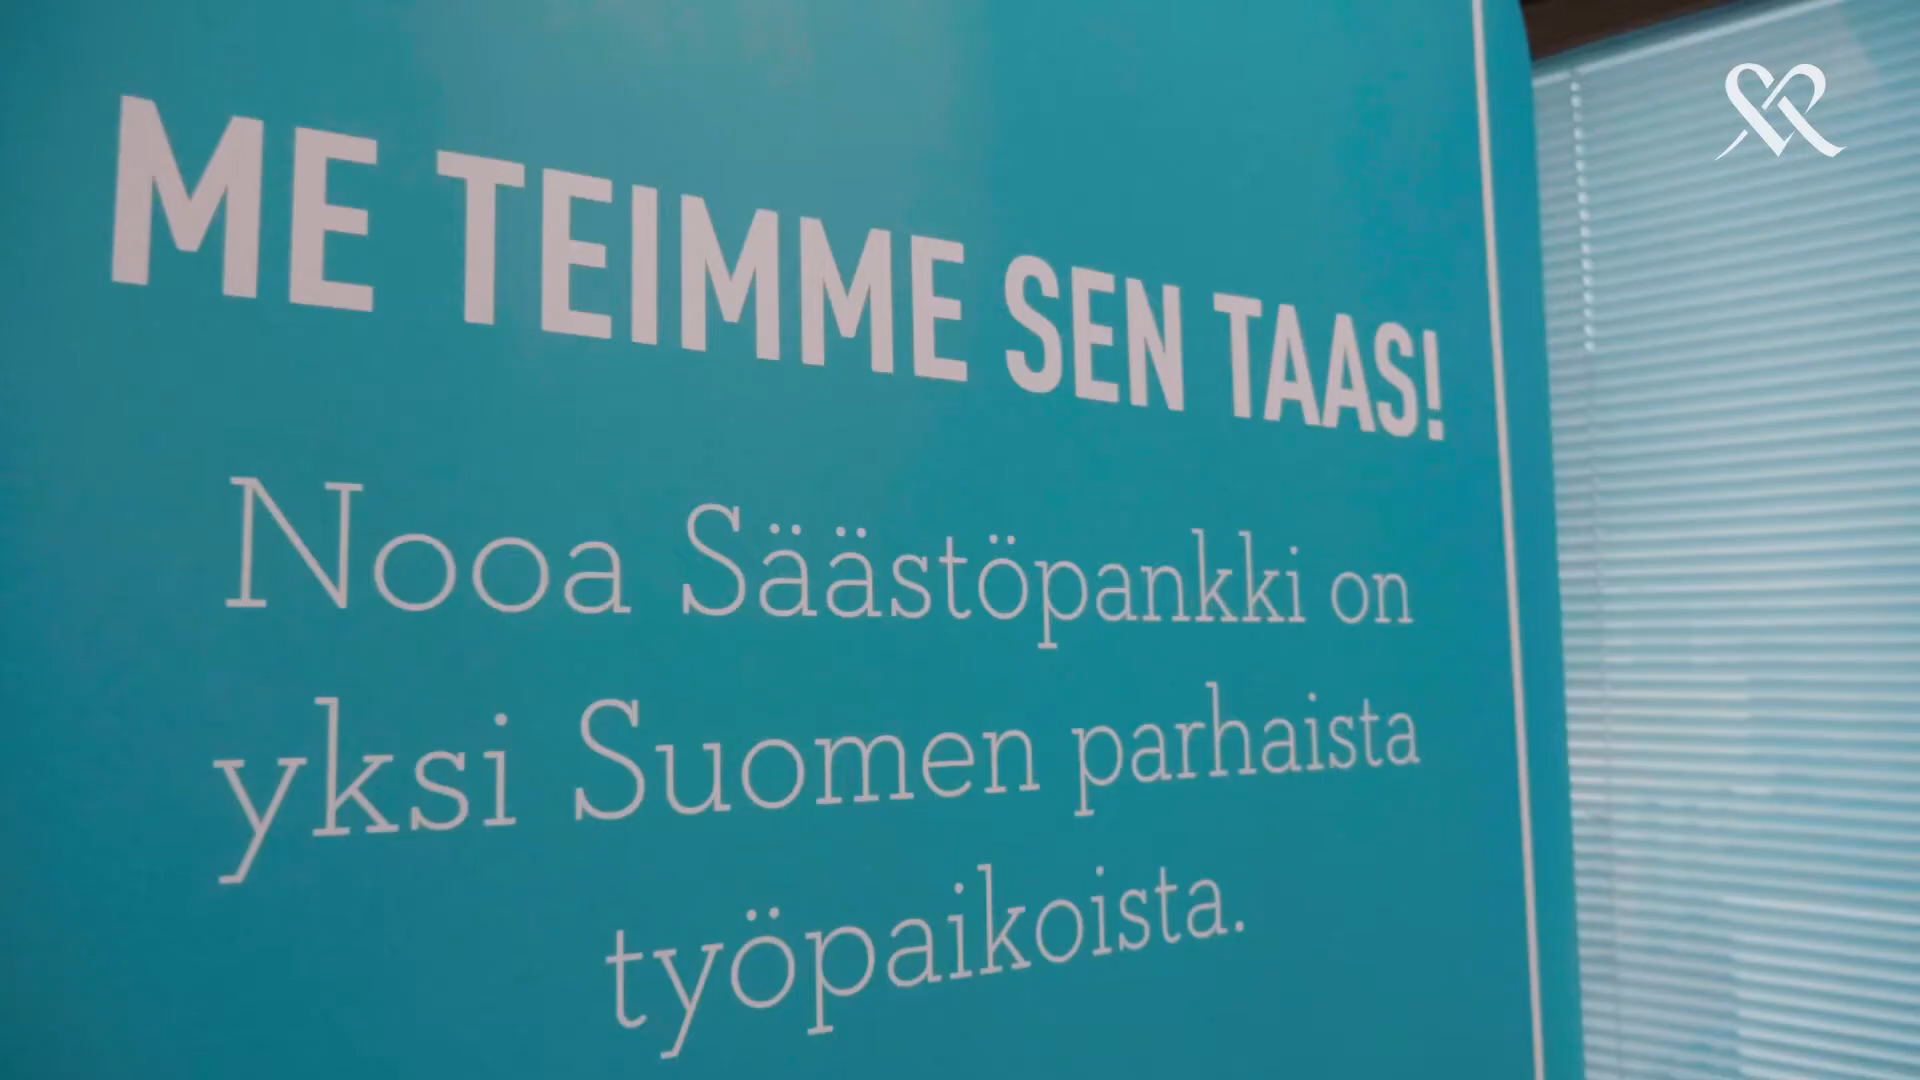 ME TEIMME SEN TAAS!
Nooa Säästöpankki on
yksi Suomen parhaista
työpaikoista.